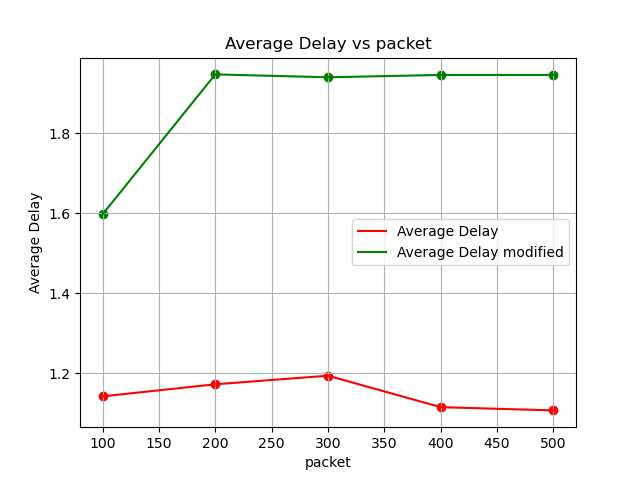 Average Delay vs packet
Average Delay
1.8
1.6
1.4
1.2
Average Delay
Average Delay modified
100 150 200 250 300 350 400 450 500
packet